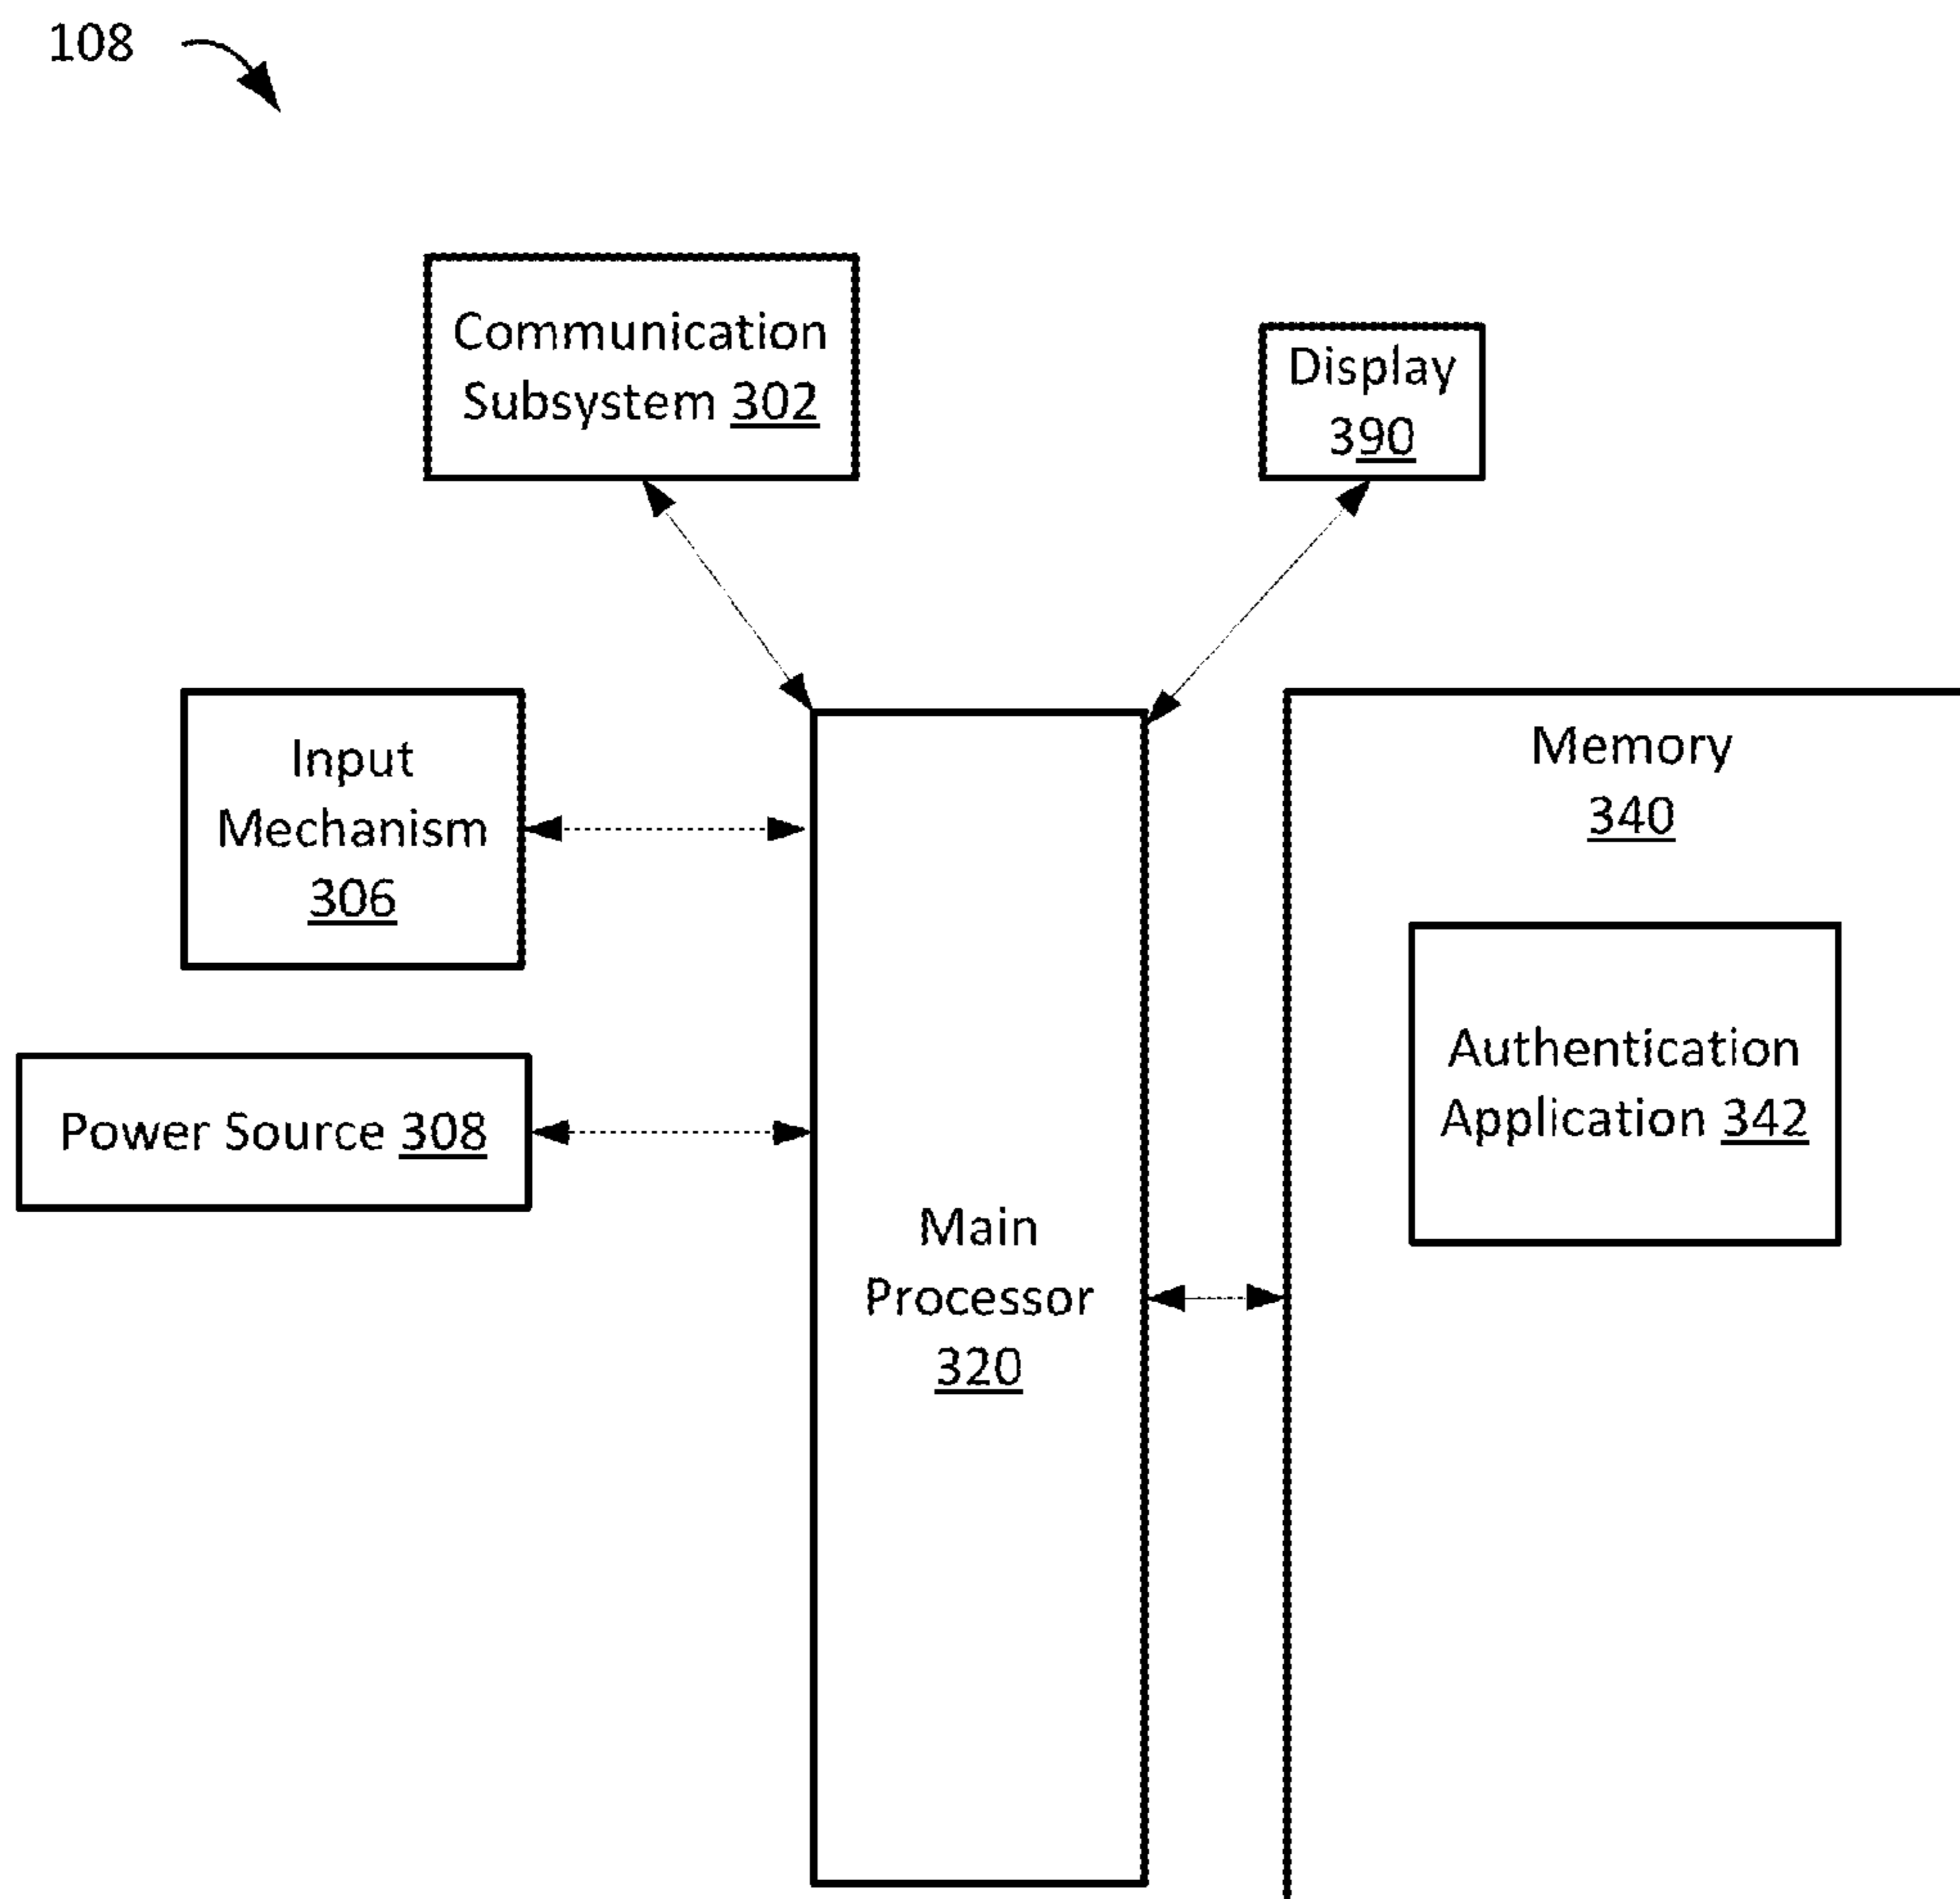 108
Communication
Subsystem 302
Display
390
Input
Mechanism
306
Memory
340
Authentication
Application 342
Power Source 308
Main
Processor
320